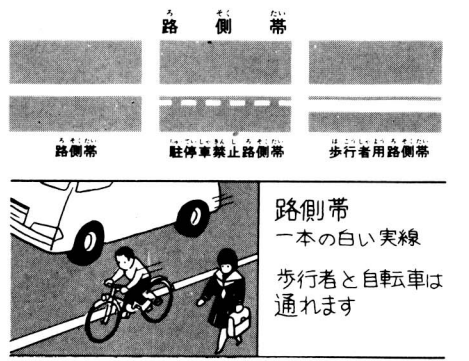 路側帯
路側帯
駐停車禁止路側帯
歩行者用路側帯
路側帯
一本の白い実線
歩行者と自転車は
通れます